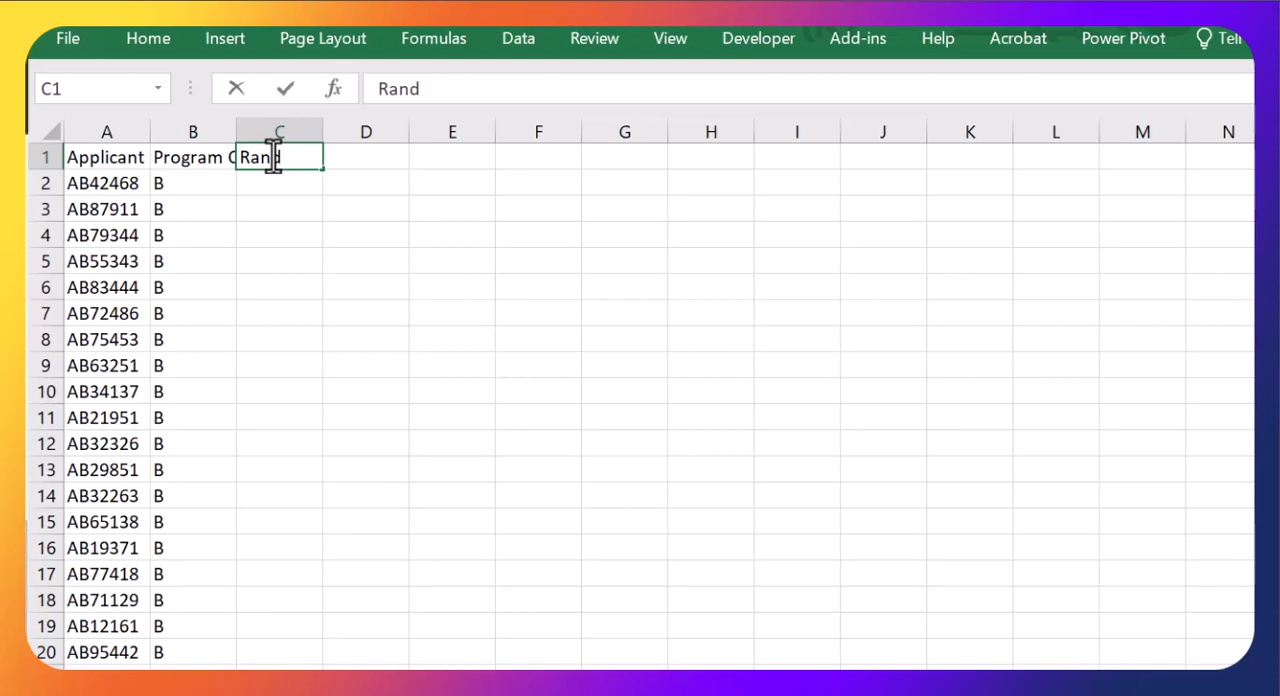 File Home Insert Page Layout Formulas Data Review View Developer Add-ins Help Acrobat Power Pivot Tell
C1 fx Rand
A B C D E F G H I J K L M N
1 Applicant Program C Rand
2 AB42468 B
3 AB87911 B
4 AB79344 B
5 AB55343 B
6 AB83444 B
7 AB72486 B
8 AB75453 B
9 AB63251 B
10 AB34137 B
11 AB21951 B
12 AB32326 B
13 AB29851 B
14 AB32263 B
15 AB65138 B
16 AB19371 B
17 AB77418 B
18 AB71129 B
19 AB12161 B
20 AB95442 B